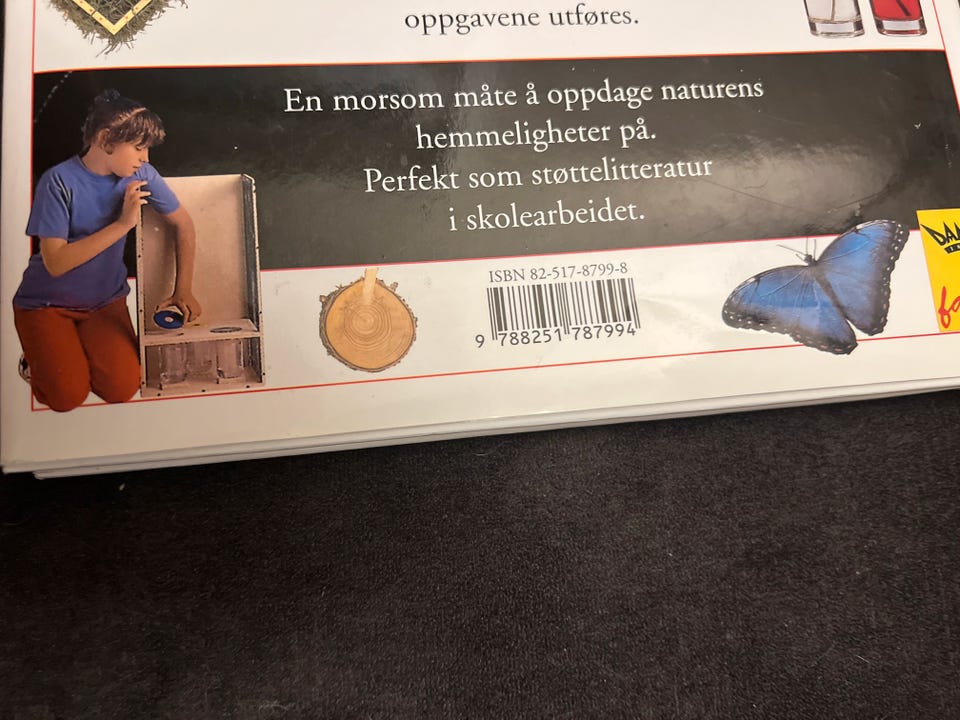 oppgavene utføres.
En morsom måte å oppdage naturens
hemmeligheter på.
Perfekt som støttelitteratur
i skolearbeidet.
ISBN 82-517-8799-8
9 788251 787994